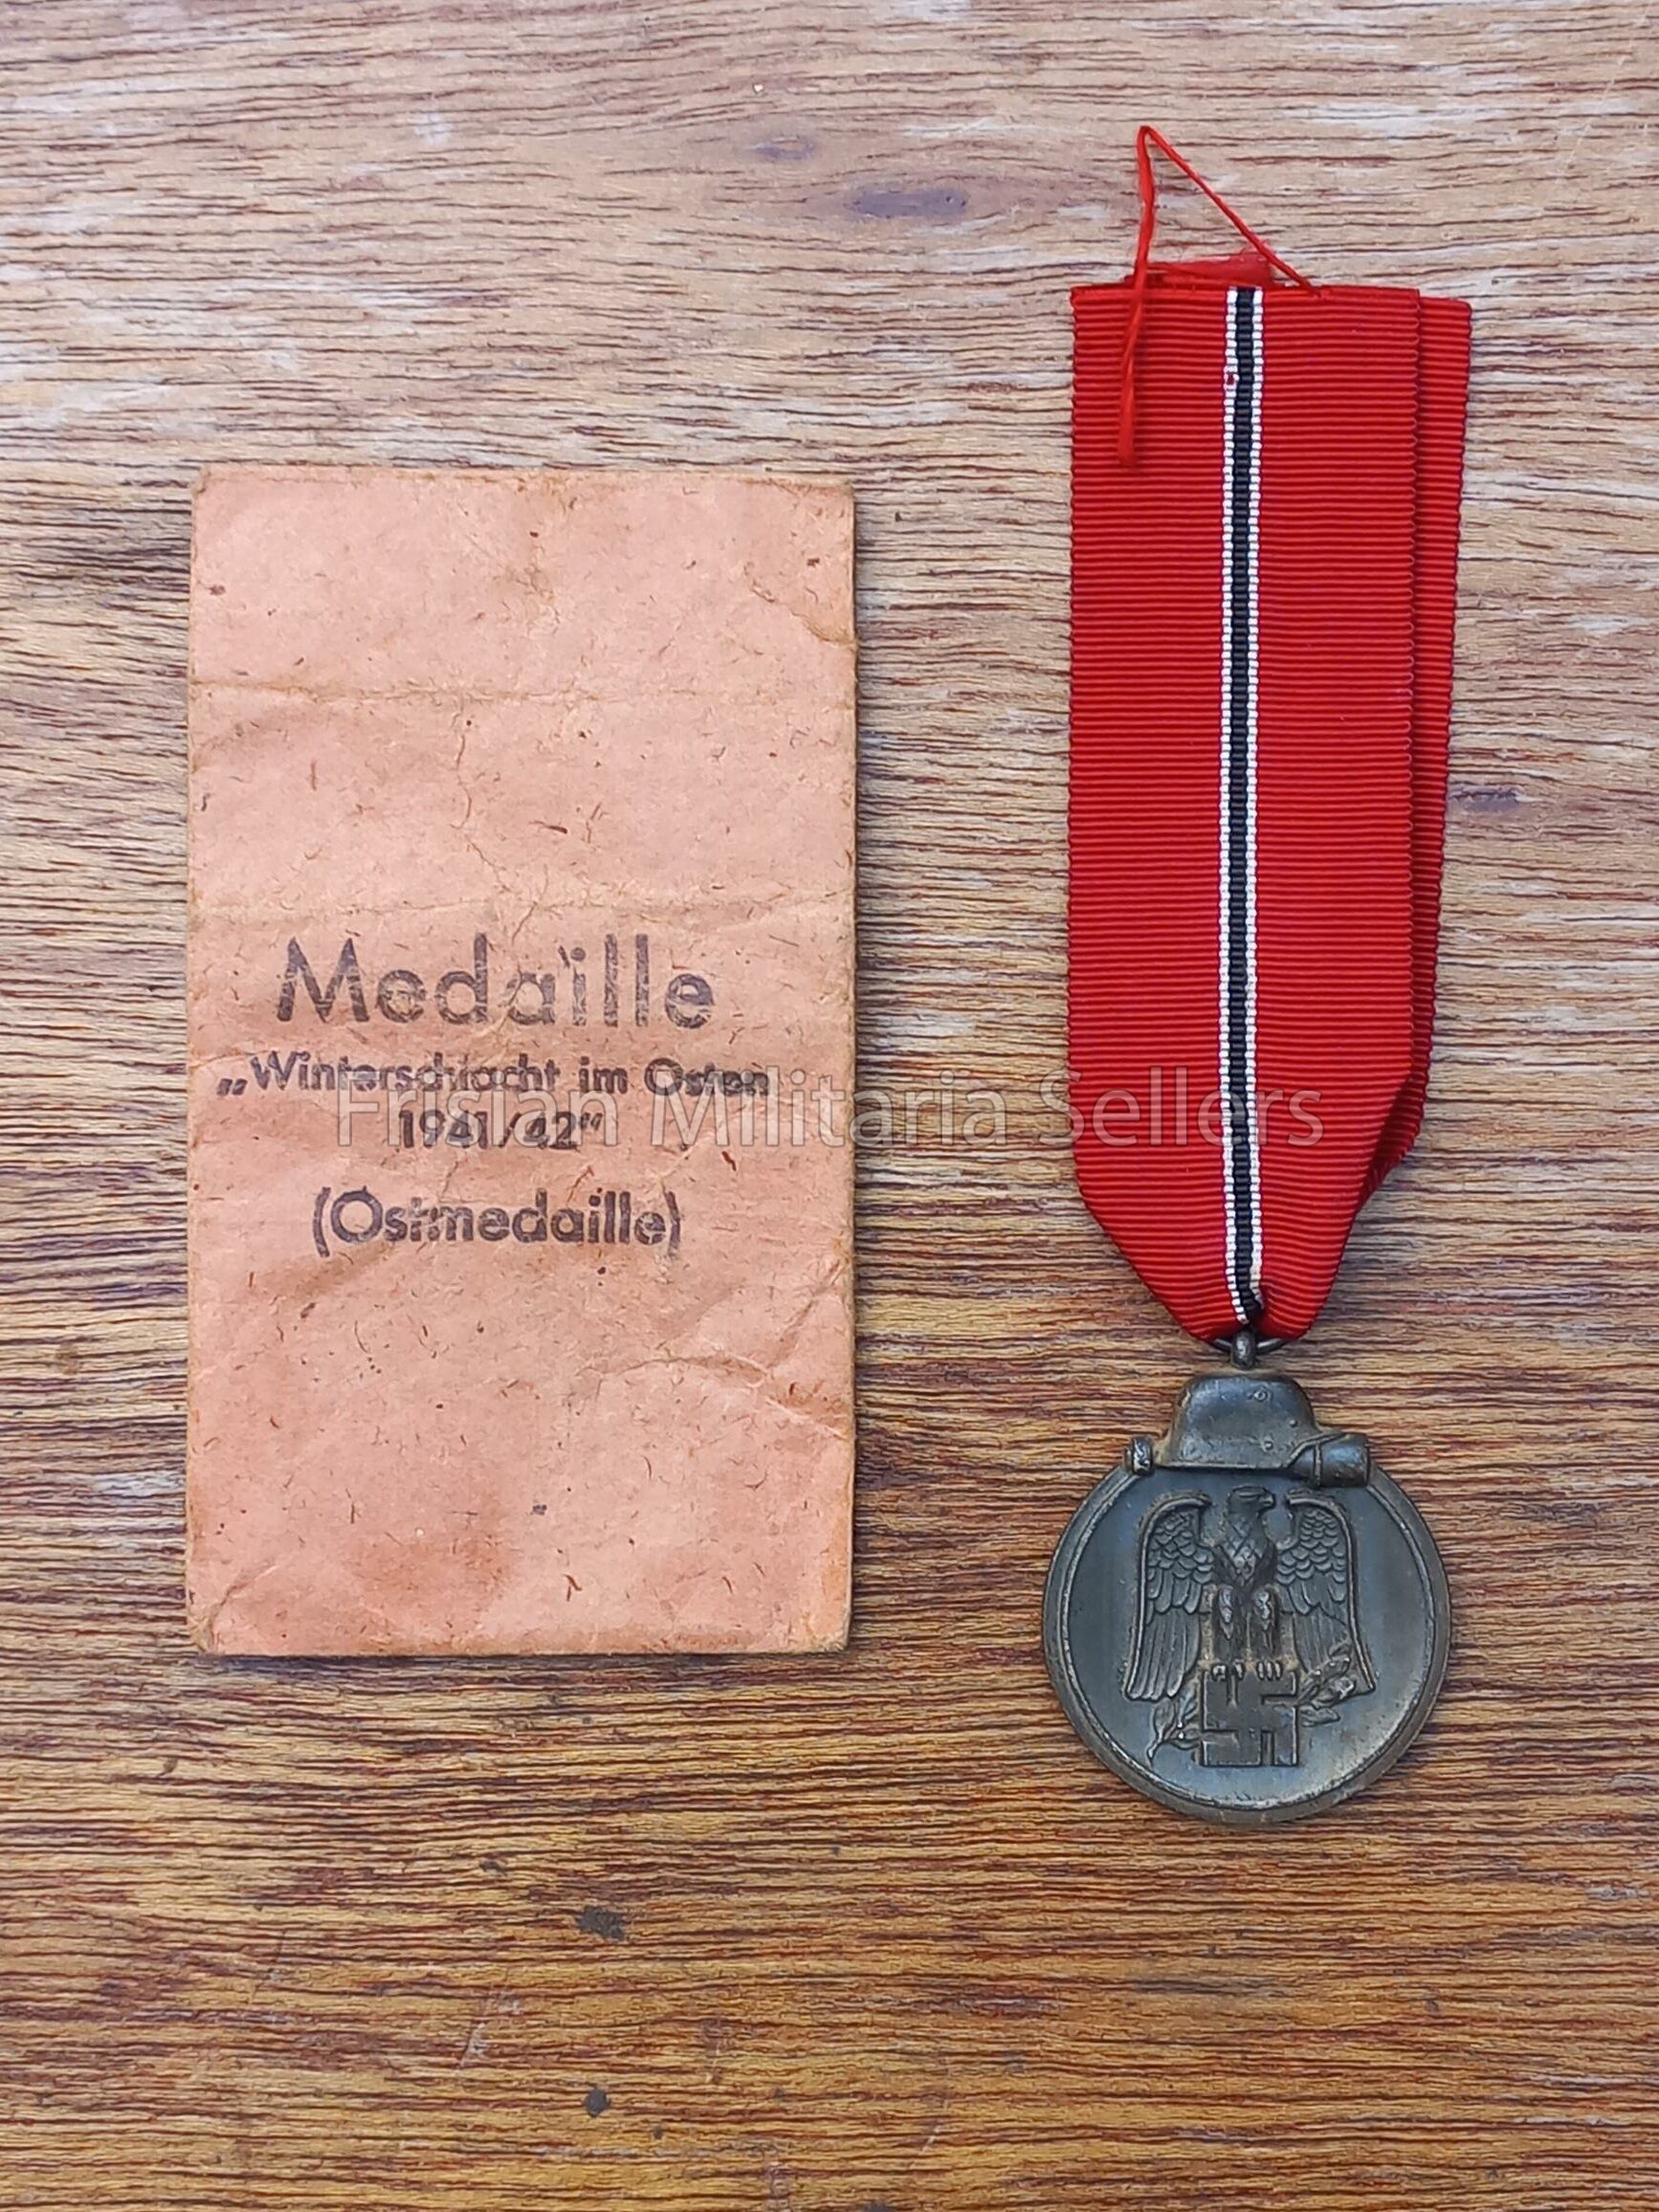 Medaille
„Winterschlacht im Osten
1941/42“
(Ostmedaille)
Frisian Militaria Sellers